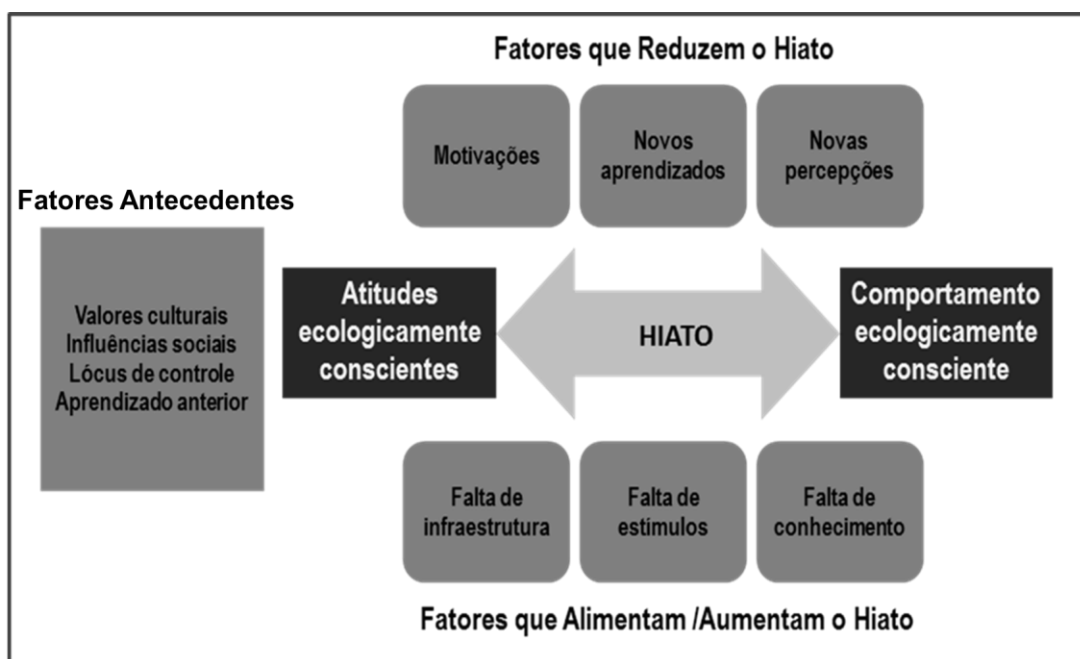 Fatores que Reduzem o Hiato
Motivações
Novos
aprendizados
Novas
percepções
Fatores Antecedentes
Valores culturais
Influências sociais
Lócus de controle
Aprendizado anterior
Atitudes
ecologicamente
conscientes
HIATO
Comportamento
ecologicamente
consciente
Falta de
infraestrutura
Falta de
estímulos
Falta de
conhecimento
Fatores que Alimentam /Aumentam o Hiato